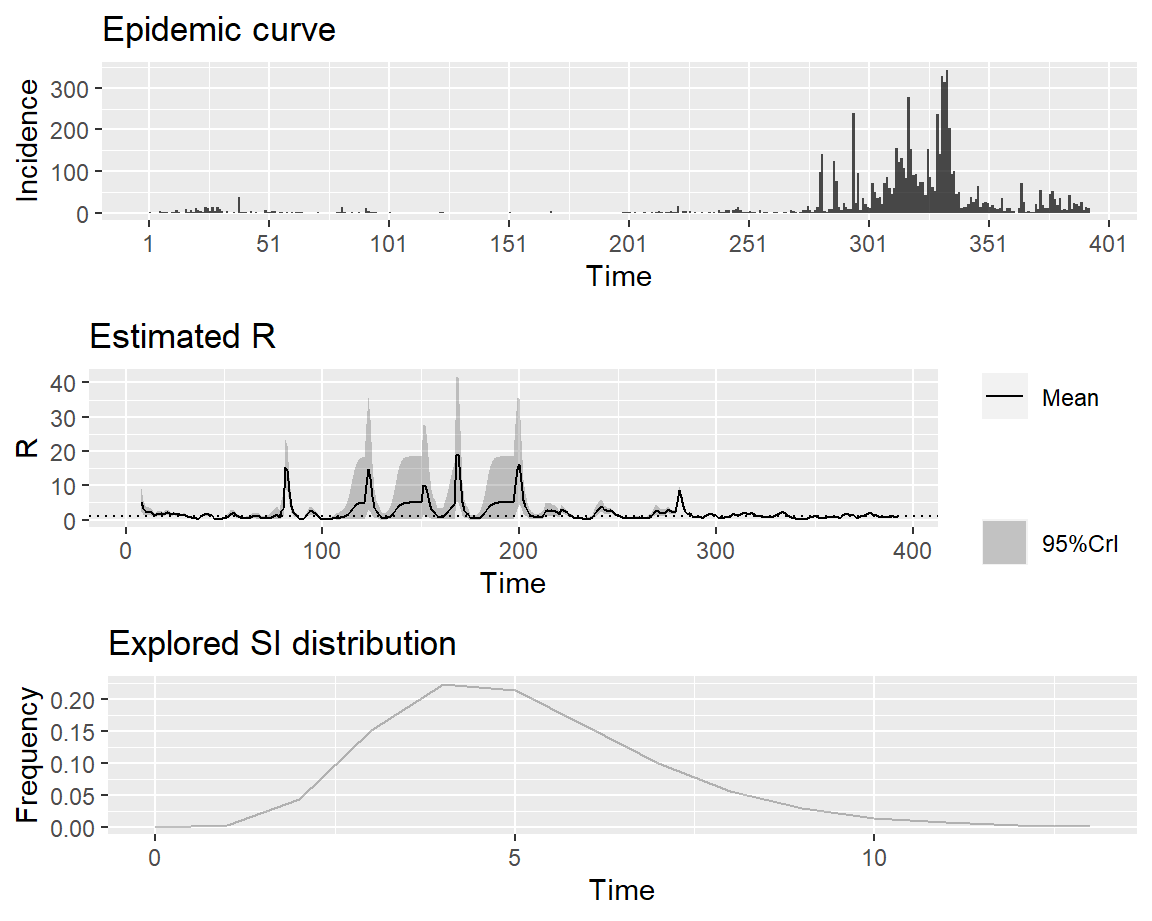 Epidemic curve
Incidence
300
200
100
0
1 51 101 151 201 251 301 351 401
Time
Estimated R
R
40
30
20
10
0
0 100 200 300 400
Time
Mean
95%CrI
Explored SI distribution
Frequency
0.20
0.15
0.10
0.05
0.00
0 5 10
Time